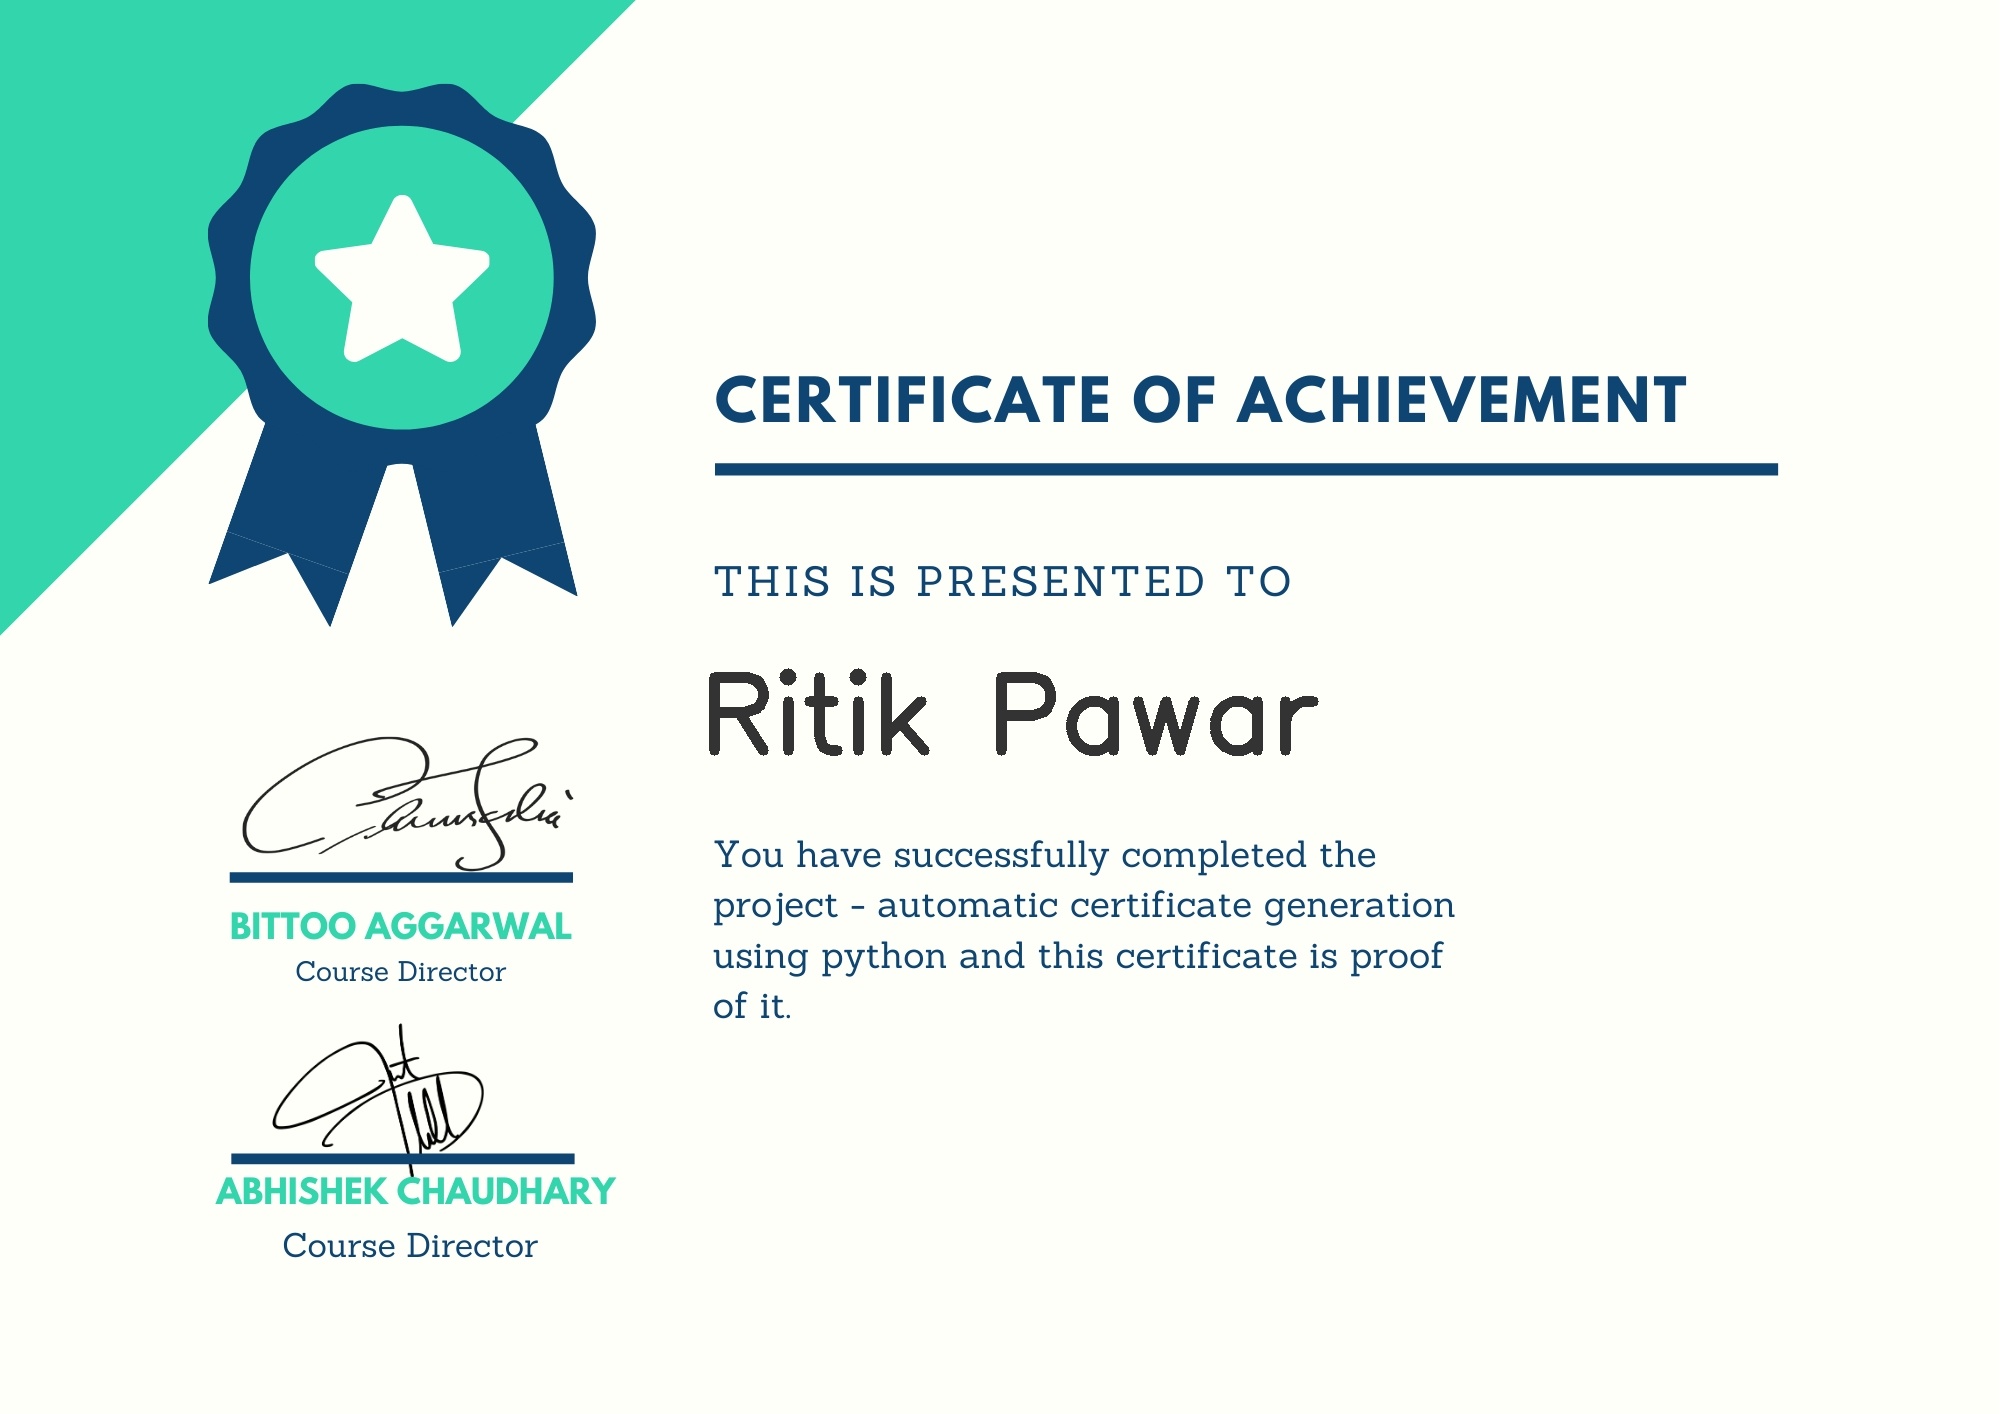 CERTIFICATE OF ACHIEVEMENT
THIS IS PRESENTED TO
Ritik Pawar
You have successfully completed the
project - automatic certificate generation
using python and this certificate is proof
of it.
BITTOO AGGARWAL
Course Director
ABHISHEK CHAUDHARY
Course Director